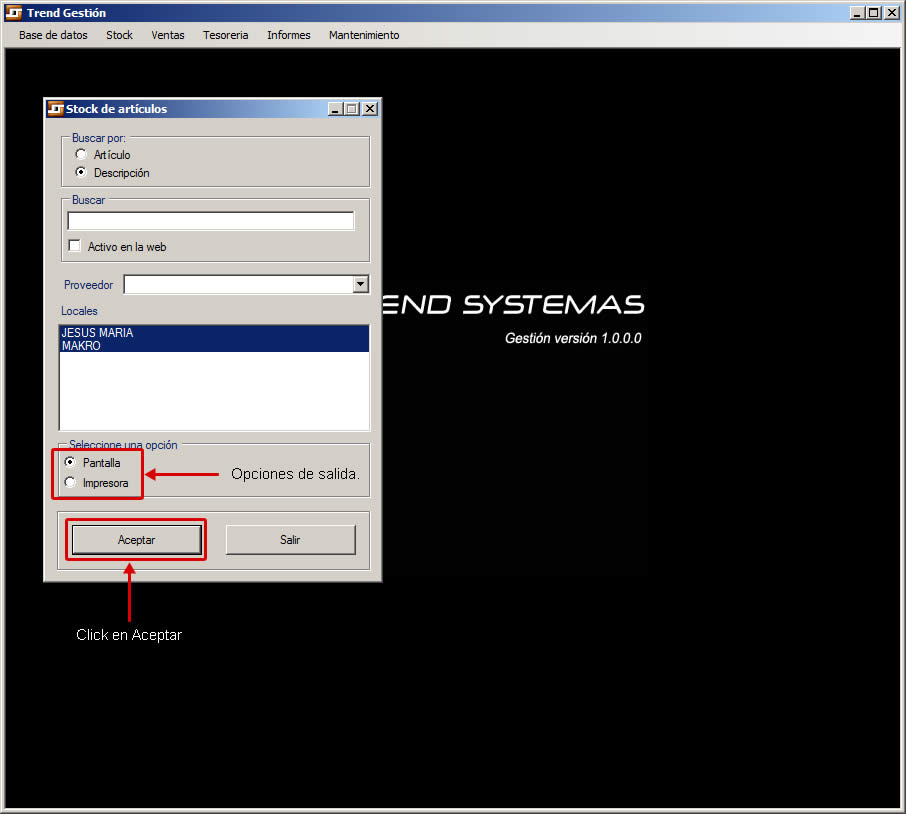 Trend Gestión
Base de datos Stock Ventas Tesoreria Informes Mantenimiento
Stock de artículos
Buscar por:
Artículo
Descripción
Buscar
Activo en la web
Proveedor
Locales
JESUS MARIA
MAKRO
END SYSTEMAS
Gestión versión 1.0.0.0
Seleccione una opción
Pantalla
Impresora
Opciones de salida.
Aceptar Salir
Click en Aceptar